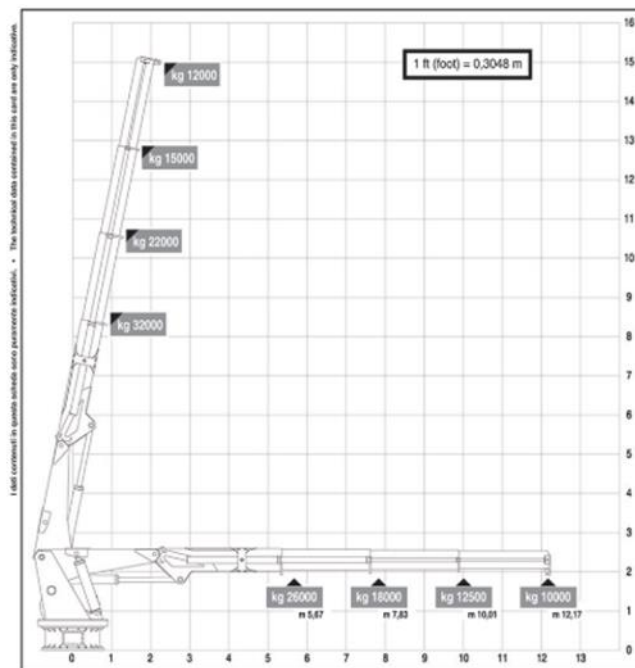 I dati contenuti in questa scheda sono puramente indicativi. • The technical data contained in this card are only indicative.
1 ft (foot) = 0,3048 m
kg 12000
kg 15000
kg 22000
kg 32000
kg 26000
kg 18000
kg 12500
kg 10000
m 5,67
m 7,83
m 10,01
m 12,17
16
15
14
13
12
11
10
9
8
7
6
5
4
3
2
1
0
0 1 2 3 4 5 6 7 8 9 10 11 12 13